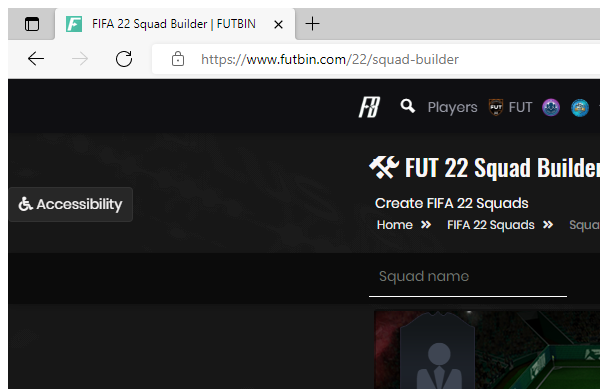 FIFA 22 Squad Builder | FUTBIN
https://www.futbin.com/22/squad-builder
Players FUT
FUT 22 Squad Builder
Accessibility
Create FIFA 22 Squads
Home » FIFA 22 Squads » Squa
Squad name